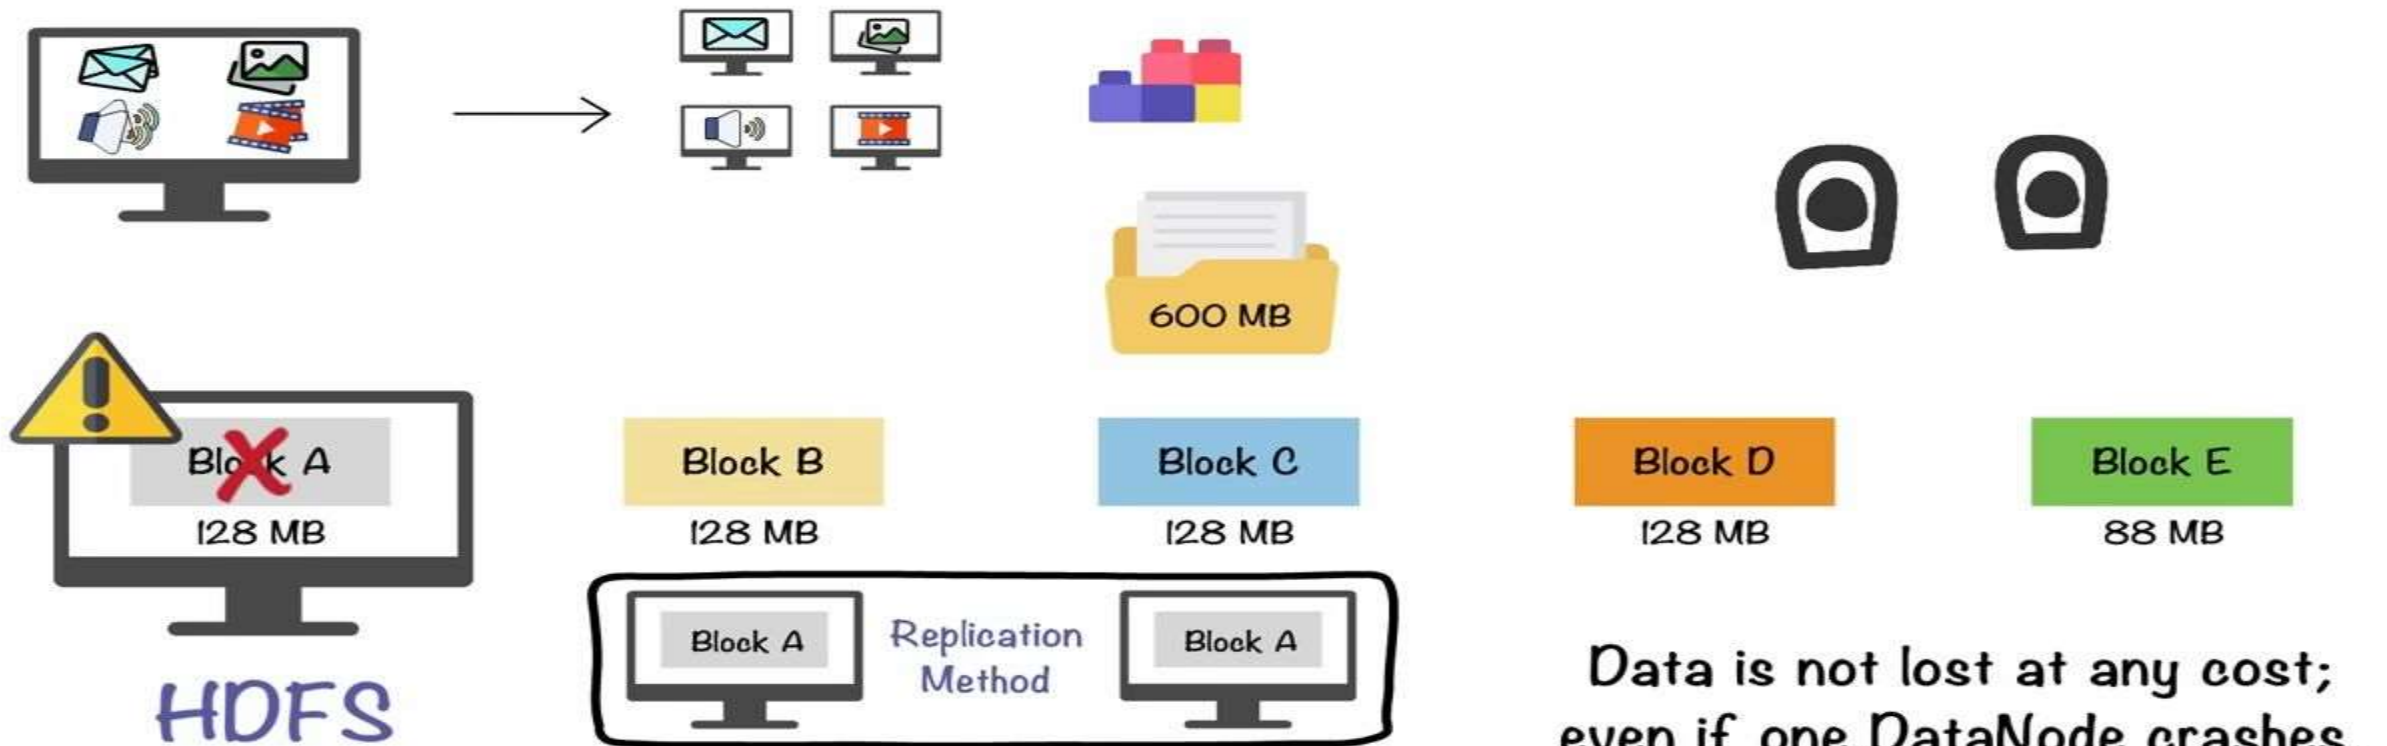 600 MB
Block A
128 MB
Block B
128 MB
Block C
128 MB
Block D
128 MB
Block E
88 MB
HDFS
Block A
Replication
Method
Block A
Data is not lost at any cost;
even if one DataNode crashes